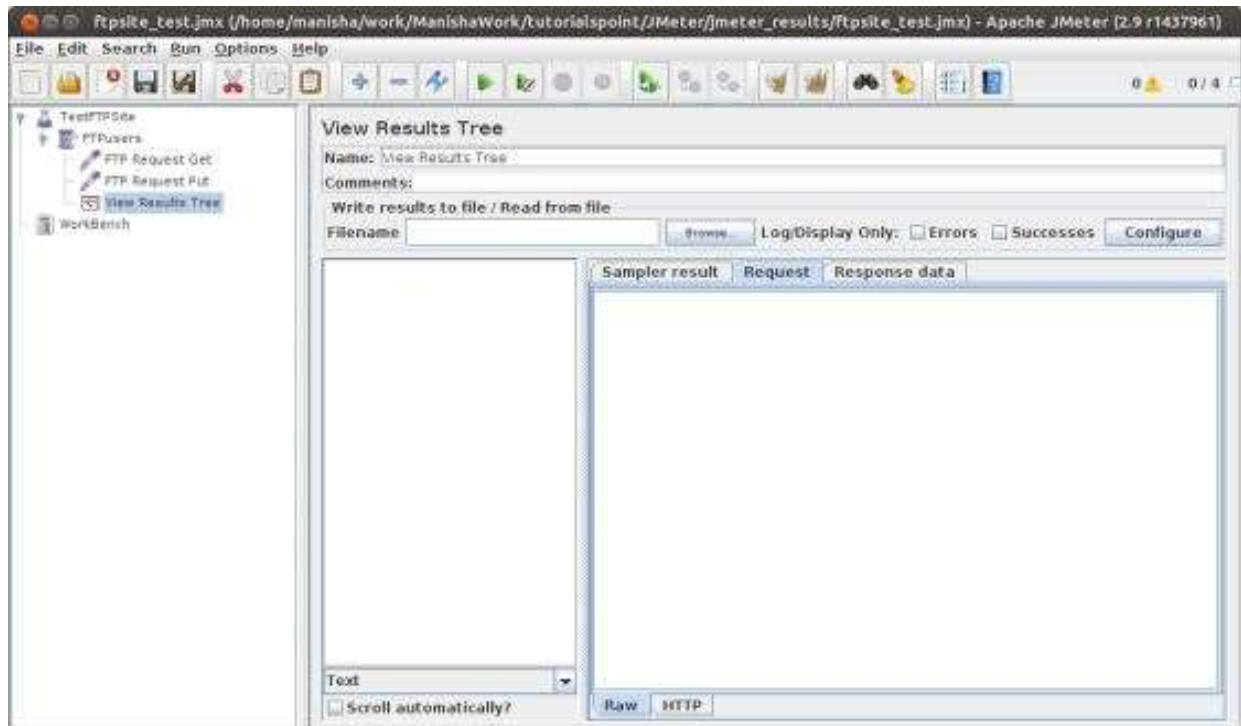 ftpsite_test.jmx (/home/manisha/work/ManishaWork/tutorialspoint/JMeter/jmeter_results/ftpsite_test.jmx) - Apache JMeter (2.9 r1437961)
File Edit Search Run Options Help
0 0 / 4
TestFTPSite
FTPusers
FTP Request Get
FTP Request Put
View Results Tree
WorkBench
View Results Tree
Name: View Results Tree
Comments:
Write results to file / Read from file
Filename Browse... Log/Display Only: Errors Successes Configure
Sampler result Request Response data
Text
Scroll automatically?
Raw HTTP